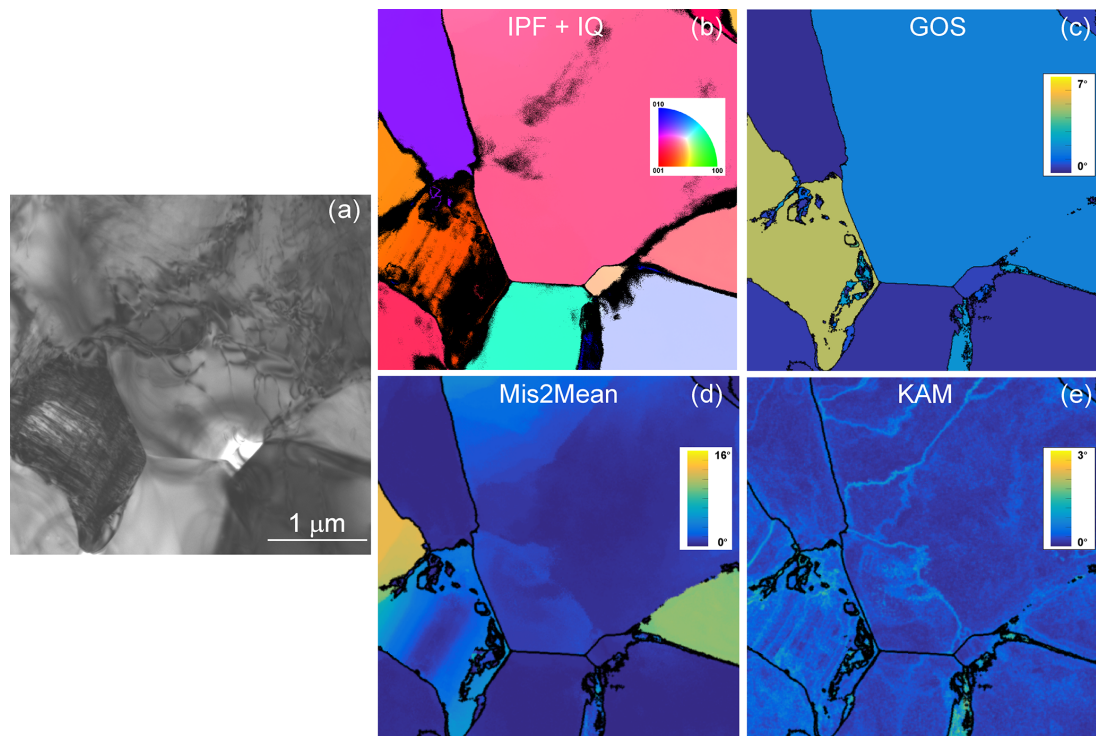 (a)
1 μm
IPF + IQ
(b)
010
001
100
GOS
(c)
7°
0°
Mis2Mean
(d)
16°
0°
KAM
(e)
3°
0°